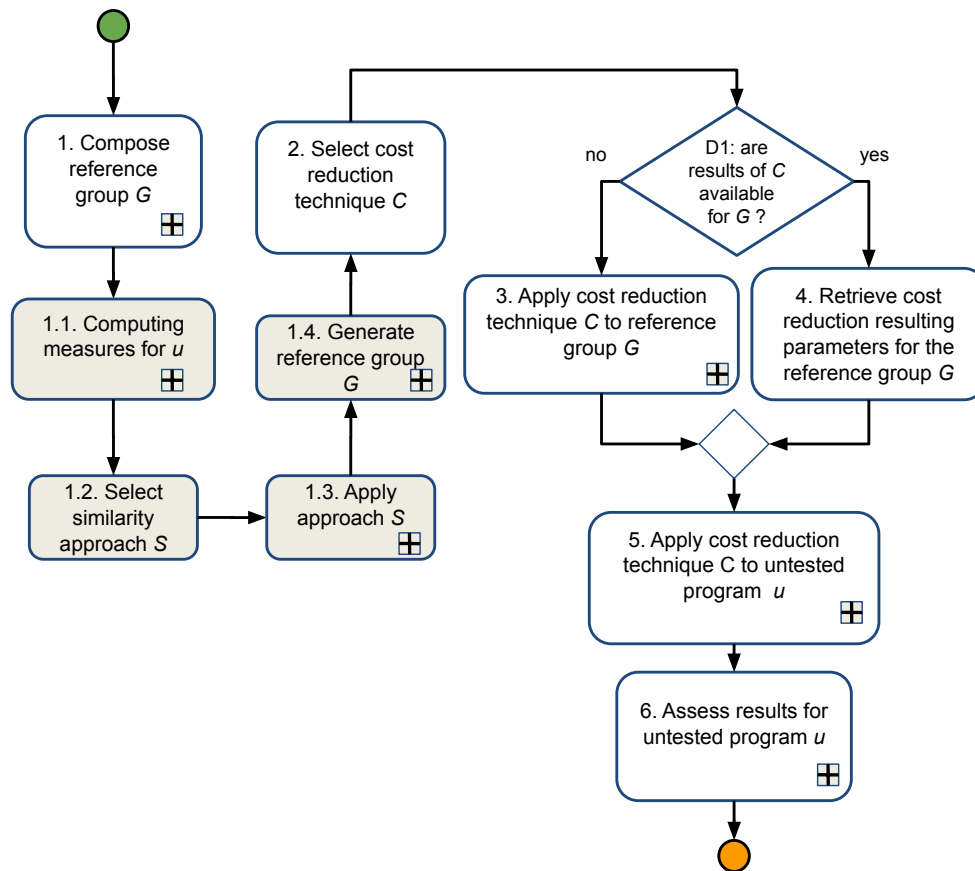 1. Compose
reference
group G
1.1. Computing
measures for u
1.2. Select
similarity
approach S
1.3. Apply
approach S
1.4. Generate
reference group
G
2. Select cost
reduction
technique C
D1: are
results of C
available
for G ?
no
yes
3. Apply cost reduction
technique C to reference
group G
4. Retrieve cost
reduction resulting
parameters for the
reference group G
5. Apply cost reduction
technique C to untested
program u
6. Assess results for
untested program u